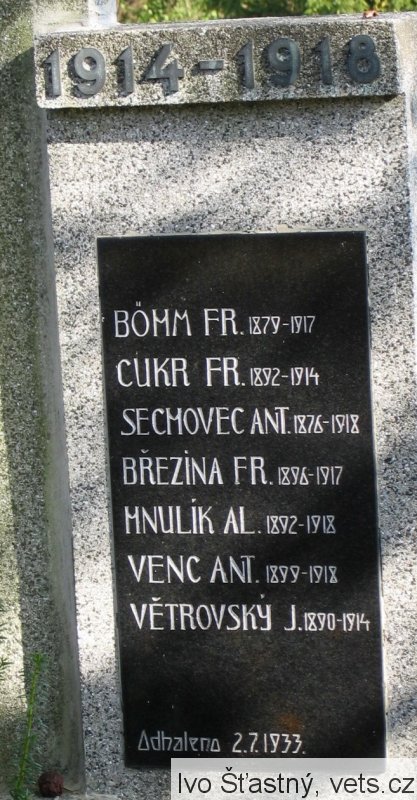 1914-1918
BÖHM FR. 1879-1917
CUKR FR. 1892-1914
SECHOVEC ANT. 1876-1918
BŘEZINA FR. 1896-1917
HNULÍK AL. 1892-1918
VENC ANT. 1899-1918
VĚTROVSKÝ J. 1890-1914
Odhaleno 2.7.1933.
Ivo Šťastný, vets.cz